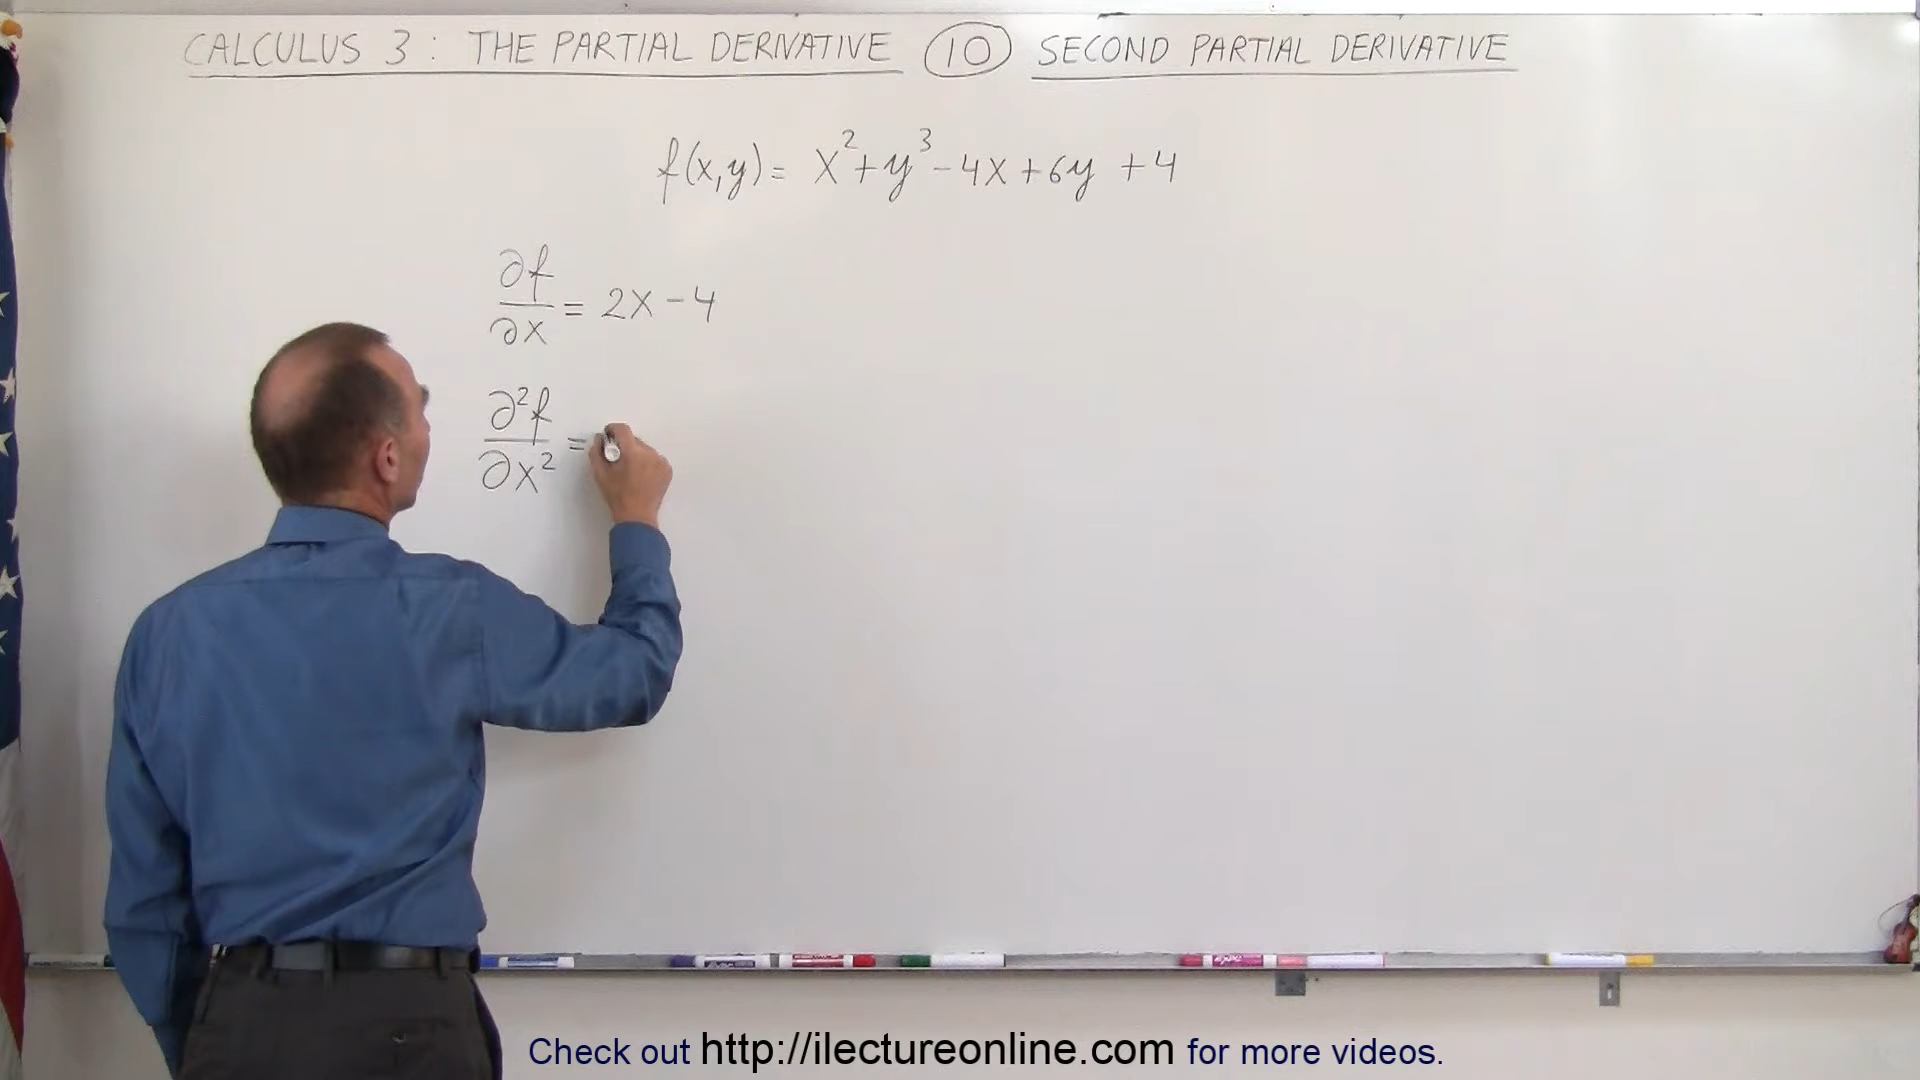 CALCULUS 3 : THE PARTIAL DERIVATIVE 10 SECOND PARTIAL DERIVATIVE
f(x,y) = x²+y³-4x+6y +4
∂f/∂x = 2x-4
∂²f/∂x² =
Check out http://ilectureonline.com for more videos.